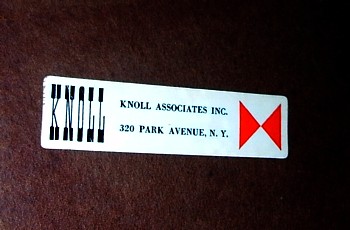 KNOLL
KNOLL ASSOCIATES INC.
320 PARK AVENUE, N. Y.